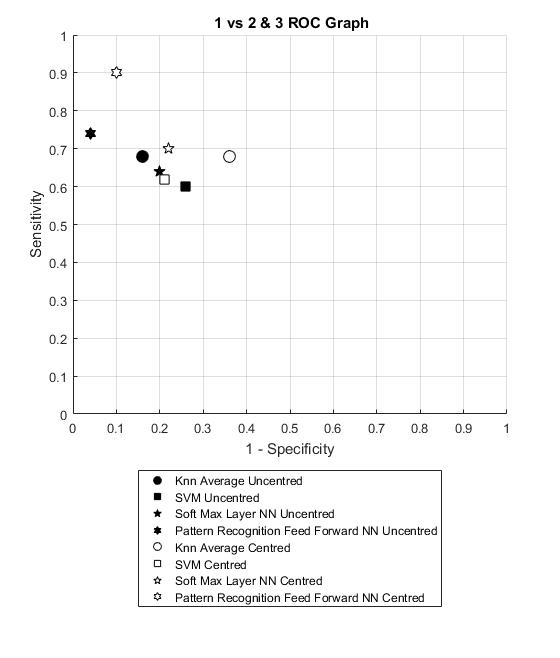 1 vs 2 & 3 ROC Graph
1
0.9
0.8
0.7
0.6
0.5
0.4
0.3
0.2
0.1
0
Sensitivity
0 0.1 0.2 0.3 0.4 0.5 0.6 0.7 0.8 0.9 1
1 - Specificity
Knn Average Uncentred
SVM Uncentred
Soft Max Layer NN Uncentred
Pattern Recognition Feed Forward NN Uncentred
Knn Average Centred
SVM Centred
Soft Max Layer NN Centred
Pattern Recognition Feed Forward NN Centred